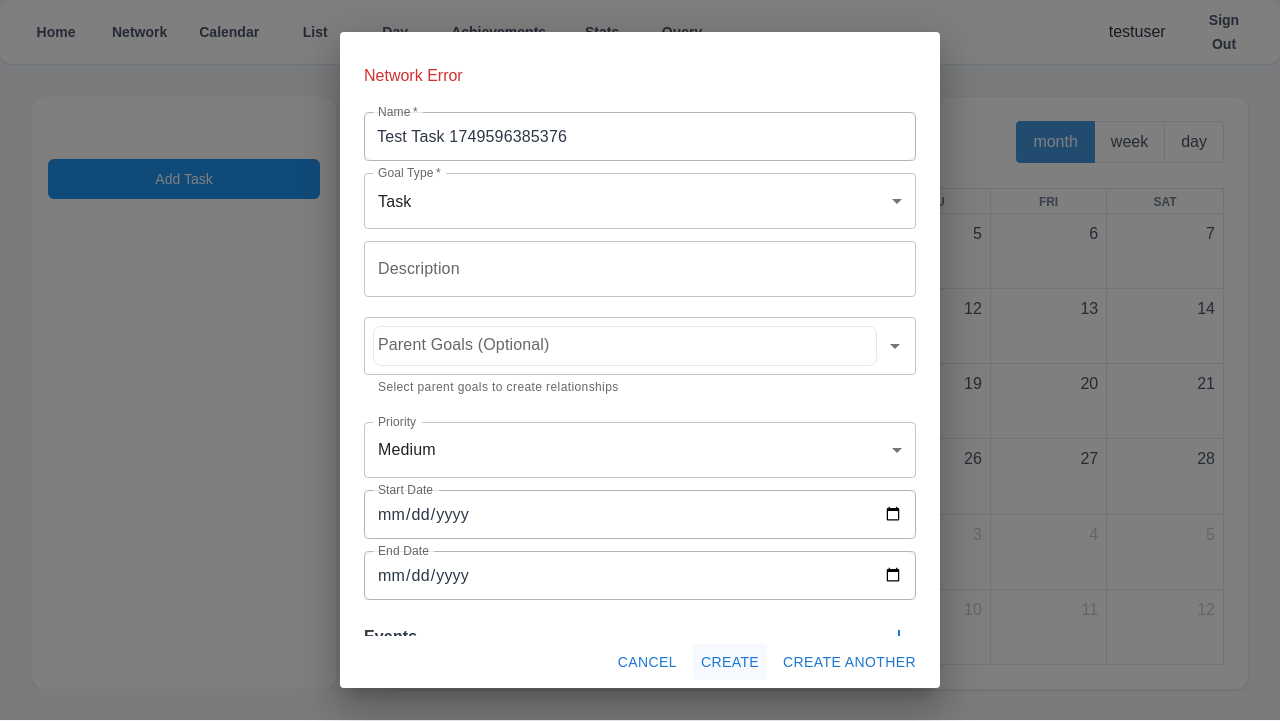 Home Network Calendar List Day Achievements Stats Query testuser Sign Out
Network Error
Name *
Test Task 1749596385376
Goal Type *
Task
Description
Parent Goals (Optional)
Select parent goals to create relationships
Priority
Medium
Start Date
mm/dd/yyyy
End Date
mm/dd/yyyy
Events
CANCEL CREATE CREATE ANOTHER
Add Task
month week day
FRI SAT
5 6 7
12 13 14
19 20 21
26 27 28
3 4 5
10 11 12